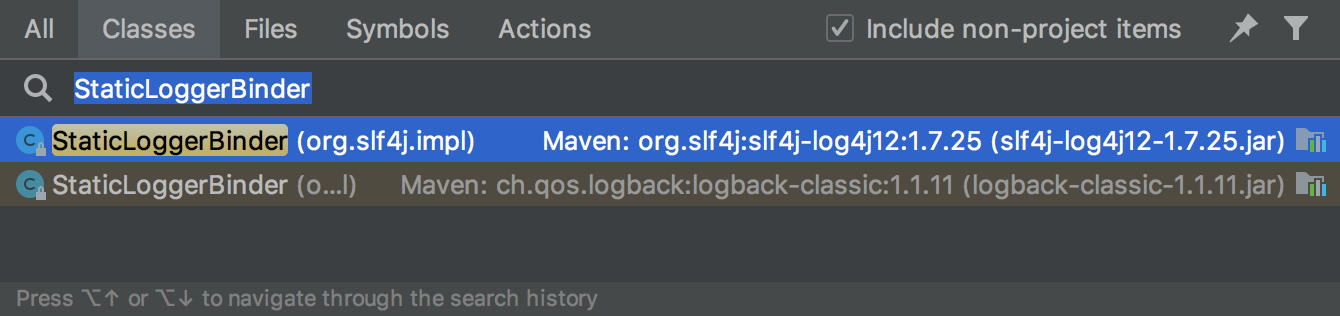 All Classes Files Symbols Actions Include non-project items
StaticLoggerBinder
C StaticLoggerBinder (org.slf4j.impl) Maven: org.slf4j:slf4j-log4j12:1.7.25 (slf4j-log4j12-1.7.25.jar)
C StaticLoggerBinder (o...l) Maven: ch.qos.logback:logback-classic:1.1.11 (logback-classic-1.1.11.jar)
Press ⌥↑ or ⌥↓ to navigate through the search history